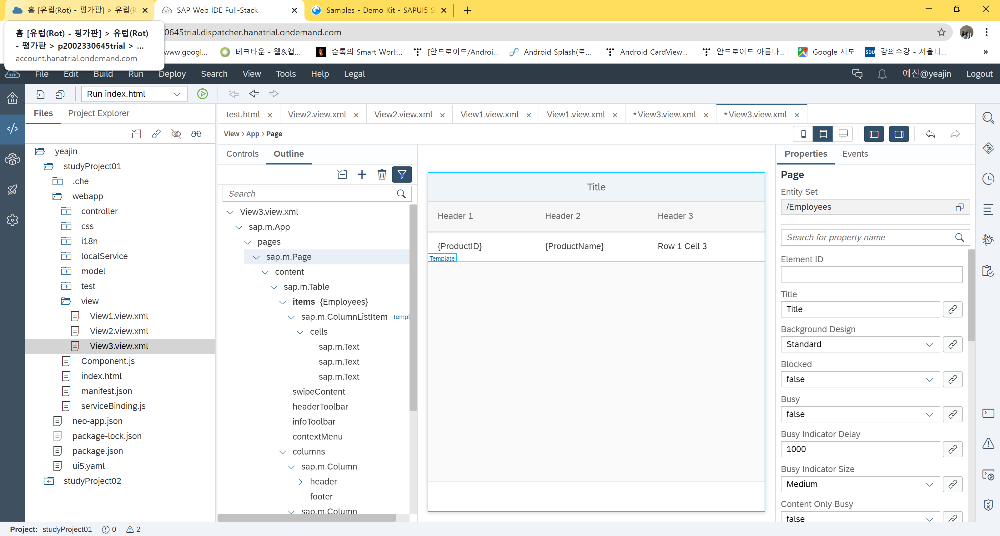 홈 [유럽(Rot) - 평가판] > 유럽(R
SAP Web IDE Full-Stack
Samples - Demo Kit - SAPUI5 S
홈 [유럽(Rot) - 평가판] > 유럽(Rot)
- 평가판 > p2002330645trial > ...
account.hanatrial.ondemand.com
0645trial.dispatcher.hanatrial.ondemand.com
www.googl...
테크타운 - 웹&앱...
순록의 Smart Worl:...
[안드로이드/Androi...
Android Splash(로...
Android CardView...
안드로이드 아름다...
Google 지도
SDU
강의수강 - 서울디...
»
File Edit Build Run Deploy Search View Tools Help Legal
예진@yeajin Logout
Run index.html
Files Project Explorer
test.html
View2.view.xml
View2.view.xml
View1.view.xml
View1.view.xml
*View3.view.xml
*View3.view.xml
View > App > Page
yeajin
studyProject01
.che
webapp
controller
css
i18n
localService
model
test
view
View1.view.xml
View2.view.xml
View3.view.xml
Component.js
index.html
manifest.json
serviceBinding.js
neo-app.json
package-lock.json
package.json
ui5.yaml
studyProject02
Controls Outline
Search
View3.view.xml
sap.m.App
pages
sap.m.Page
content
sap.m.Table
items {Employees}
sap.m.ColumnListItem Templ
cells
sap.m.Text
sap.m.Text
sap.m.Text
swipeContent
headerToolbar
infoToolbar
contextMenu
columns
sap.m.Column
header
footer
sap.m.Column
Title
Header 1 Header 2 Header 3
{ProductID} {ProductName} Row 1 Cell 3
Template
Properties Events
Page
Entity Set
/Employees
Search for property name
Element ID
Title
Title
Background Design
Standard
Blocked
false
Busy
false
Busy Indicator Delay
1000
Busy Indicator Size
Medium
Content Only Busy
false
Project: studyProject01 0 2